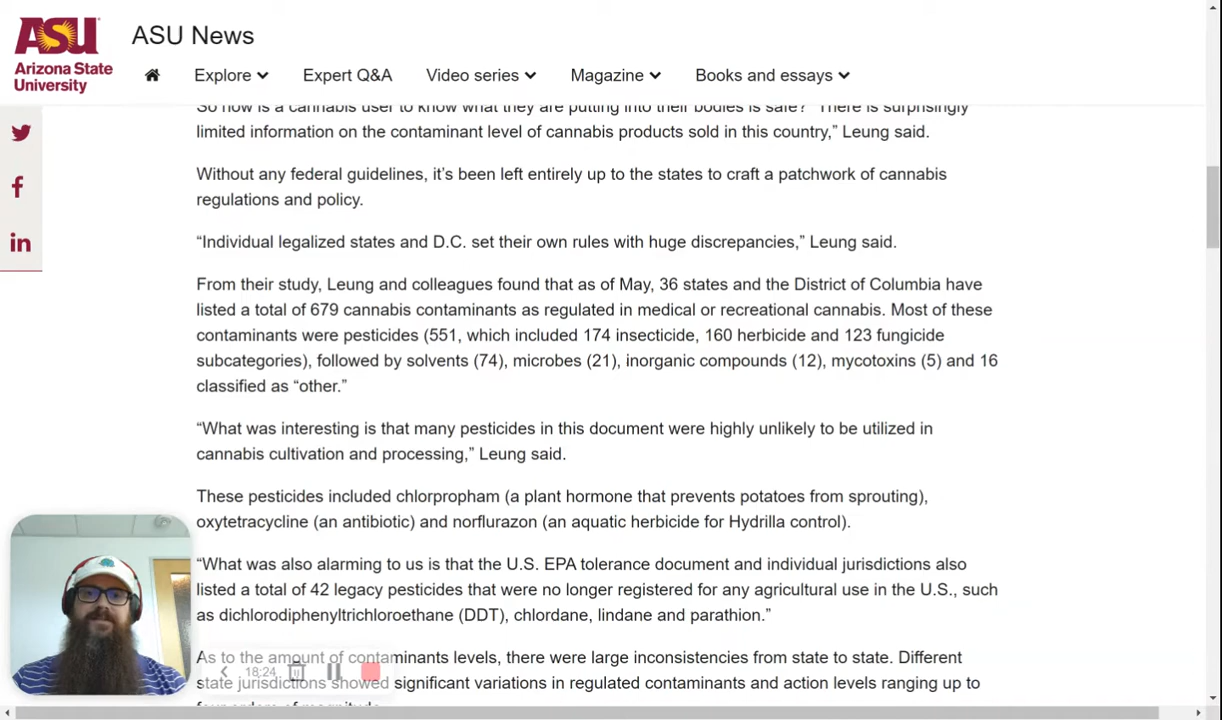 ASU
Arizona State
University
ASU News
Explore
Expert Q&A
Video series
Magazine
Books and essays
So how is a cannabis user to know what they are putting into their bodies is safe? “There is surprisingly
limited information on the contaminant level of cannabis products sold in this country,” Leung said.
Without any federal guidelines, it’s been left entirely up to the states to craft a patchwork of cannabis
regulations and policy.
“Individual legalized states and D.C. set their own rules with huge discrepancies,” Leung said.
From their study, Leung and colleagues found that as of May, 36 states and the District of Columbia have
listed a total of 679 cannabis contaminants as regulated in medical or recreational cannabis. Most of these
contaminants were pesticides (551, which included 174 insecticide, 160 herbicide and 123 fungicide
subcategories), followed by solvents (74), microbes (21), inorganic compounds (12), mycotoxins (5) and 16
classified as “other.”
“What was interesting is that many pesticides in this document were highly unlikely to be utilized in
cannabis cultivation and processing,” Leung said.
These pesticides included chlorpropham (a plant hormone that prevents potatoes from sprouting),
oxytetracycline (an antibiotic) and norflurazon (an aquatic herbicide for Hydrilla control).
“What was also alarming to us is that the U.S. EPA tolerance document and individual jurisdictions also
listed a total of 42 legacy pesticides that were no longer registered for any agricultural use in the U.S., such
as dichlorodiphenyltrichloroethane (DDT), chlordane, lindane and parathion.”
As to the amount of contaminants levels, there were large inconsistencies from state to state. Different
18:24
state jurisdictions showed significant variations in regulated contaminants and action levels ranging up to
four orders of magnitude.